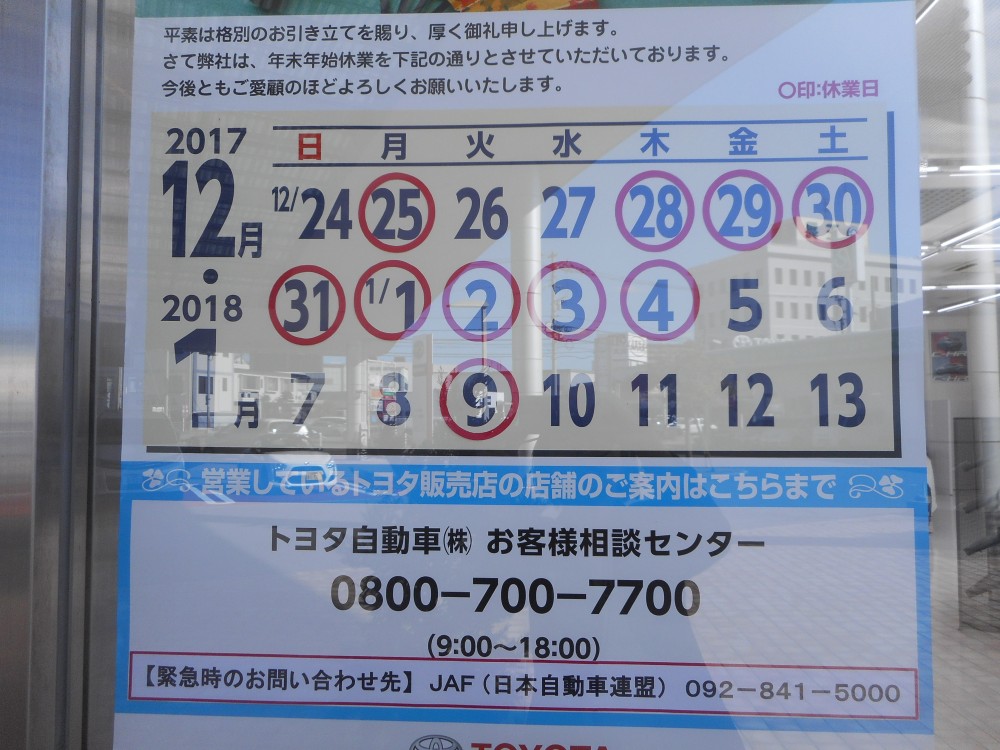 平素は格別のお引き立てを賜り、厚く御礼申し上げます。
さて弊社は、年末年始休業を下記の通りとさせていただいております。
今後ともご愛顧のほどよろしくお願いいたします。
〇印:休業日
2017
12月
・
2018
1月
日 月 火 水 木 金 土
12/24 25 26 27 28 29 30
31 1/1 2 3 4 5 6
7 8 9 10 11 12 13
営業しているトヨタ販売店の店舗のご案内はこちらまで
トヨタ自動車㈱ お客様相談センター
0800-700-7700
(9:00~18:00)
【緊急時のお問い合わせ先】 JAF(日本自動車連盟) 092-841-5000
TOYOTA